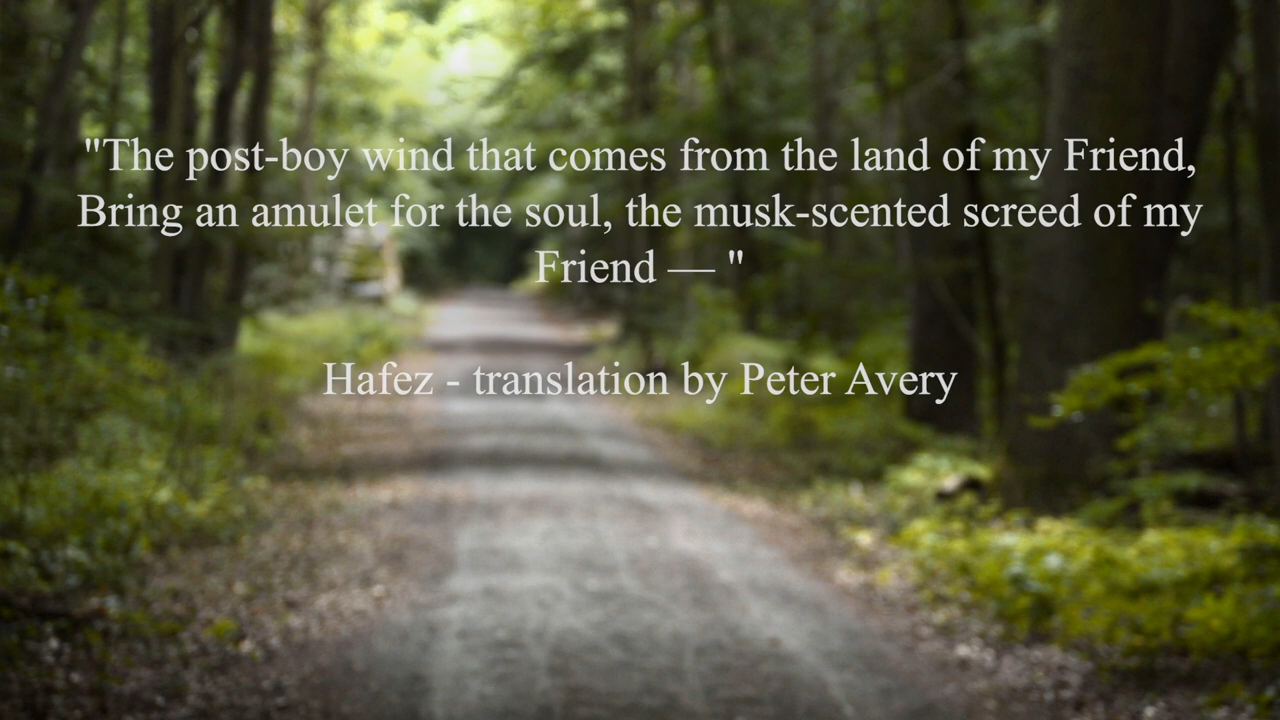 "The post-boy wind that comes from the land of my Friend,
Bring an amulet for the soul, the musk-scented screed of my
Friend — "
Hafez - translation by Peter Avery